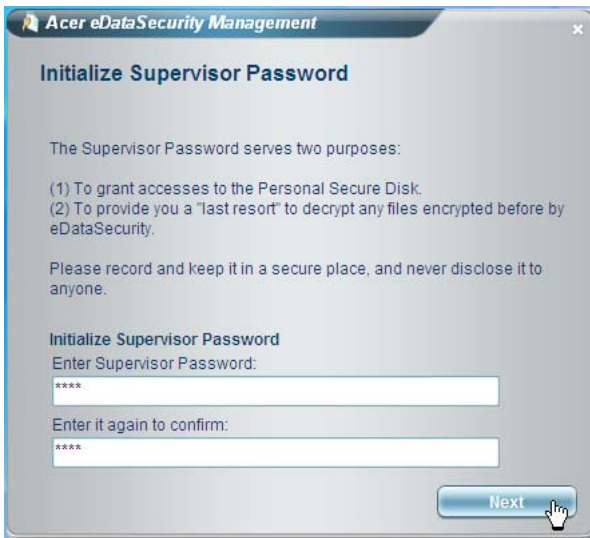 Acer eDataSecurity Management
Initialize Supervisor Password
The Supervisor Password serves two purposes:
(1) To grant accesses to the Personal Secure Disk.
(2) To provide you a "last resort" to decrypt any files encrypted before by
eDataSecurity.
Please record and keep it in a secure place, and never disclose it to
anyone.
Initialize Supervisor Password
Enter Supervisor Password:
****
Enter it again to confirm:
****
Next